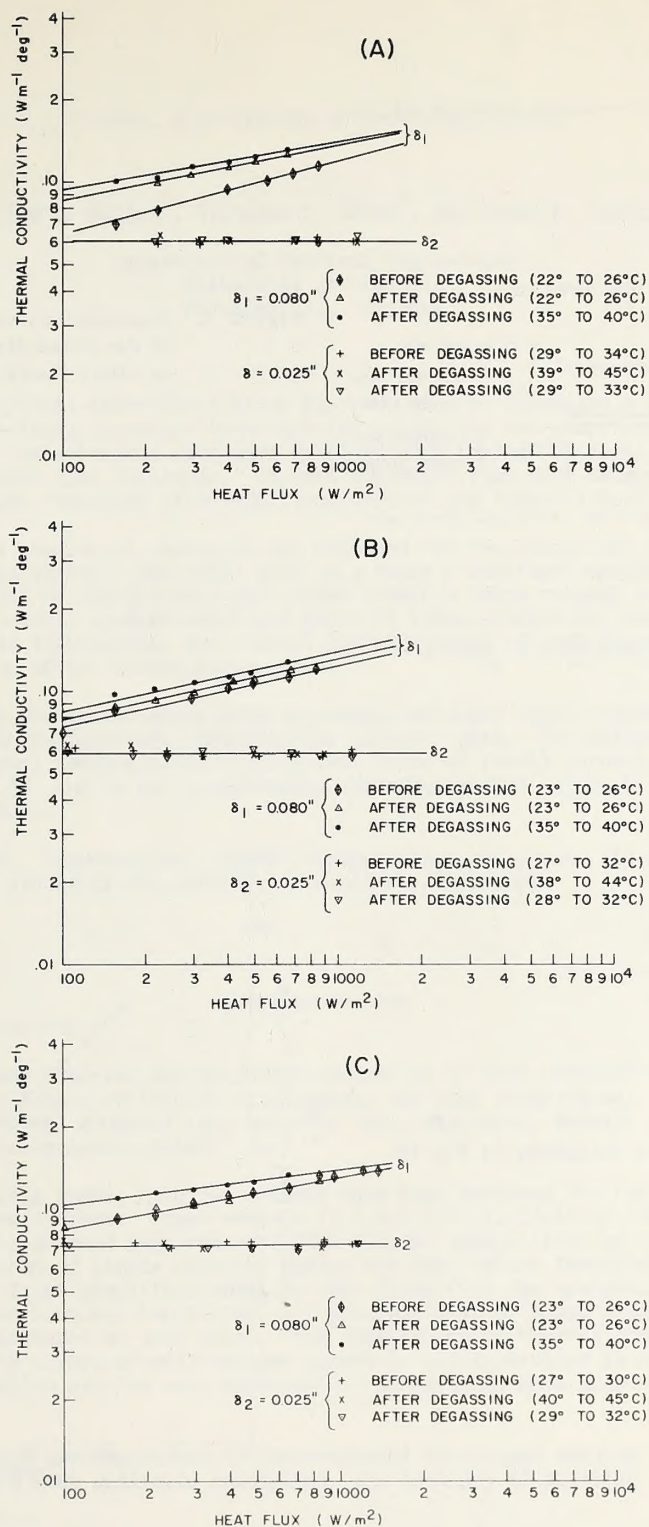 (A)
THERMAL CONDUCTIVITY (Wm⁻¹ deg⁻¹)
4
3
2
0.10
9
8
7
6
5
4
3
2
.01
δ₁
δ₂
δ₁ = 0.080"
BEFORE DEGASSING (22° TO 26°C)
AFTER DEGASSING (22° TO 26°C)
AFTER DEGASSING (35° TO 40°C)
δ = 0.025"
BEFORE DEGASSING (29° TO 34°C)
AFTER DEGASSING (39° TO 45°C)
AFTER DEGASSING (29° TO 33°C)
100 2 3 4 5 6 7 8 9 1000 2 3 4 5 6 7 8 9 10⁴
HEAT FLUX (W/m²)
(B)
THERMAL CONDUCTIVITY (Wm⁻¹ deg⁻¹)
4
3
2
0.10
9
8
7
6
5
4
3
2
.01
δ₁
δ₂
δ₁ = 0.080"
BEFORE DEGASSING (23° TO 26°C)
AFTER DEGASSING (23° TO 26°C)
AFTER DEGASSING (35° TO 40°C)
δ₂ = 0.025"
BEFORE DEGASSING (27° TO 32°C)
AFTER DEGASSING (38° TO 44°C)
AFTER DEGASSING (28° TO 32°C)
100 2 3 4 5 6 7 8 9 1000 2 3 4 5 6 7 8 9 10⁴
HEAT FLUX (W/m²)
(C)
THERMAL CONDUCTIVITY (Wm⁻¹ deg⁻¹)
4
3
2
0.10
9
8
7
6
5
4
3
2
.01
δ₁
δ₂
δ₁ = 0.080"
BEFORE DEGASSING (23° TO 26°C)
AFTER DEGASSING (23° TO 26°C)
AFTER DEGASSING (35° TO 40°C)
δ₂ = 0.025"
BEFORE DEGASSING (27° TO 30°C)
AFTER DEGASSING (40° TO 45°C)
AFTER DEGASSING (29° TO 32°C)
100 2 3 4 5 6 7 8 9 1000 2 3 4 5 6 7 8 9 10⁴
HEAT FLUX (W/m²)